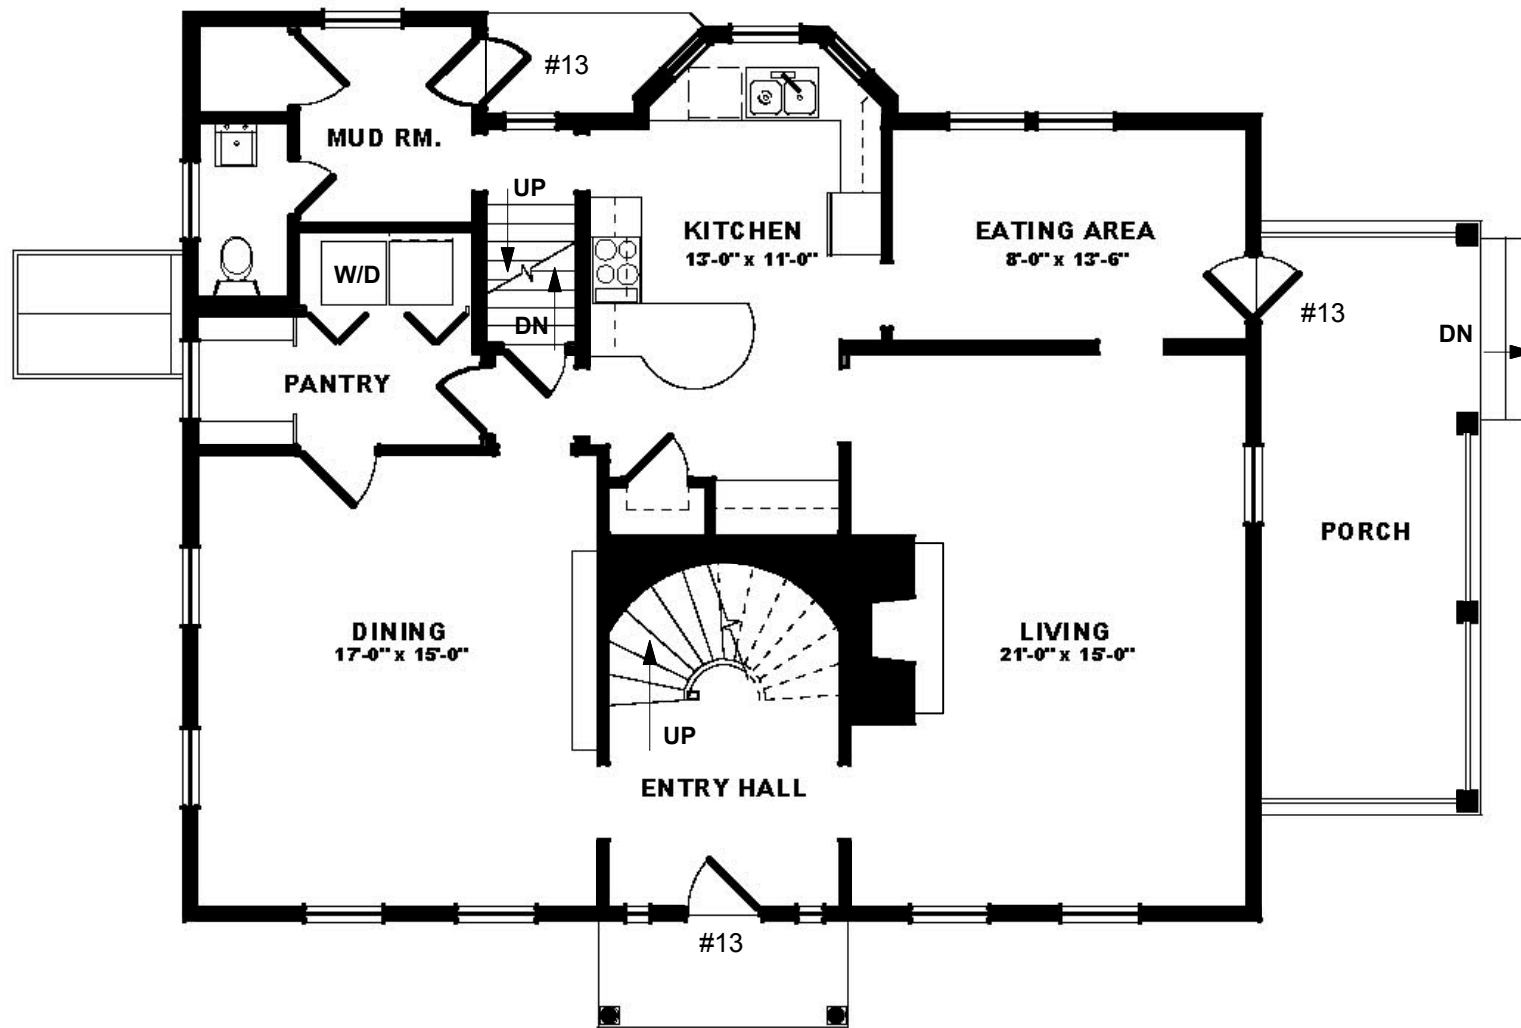 #13
MUD RM.
UP
KITCHEN
13'-0" x 11'-0"
EATING AREA
8'-0" x 13'-6"
W/D
#13
DN
DN
PANTRY
PORCH
DINING
17'-0" x 15'-0"
LIVING
21'-0" x 15'-0"
UP
ENTRY HALL
#13